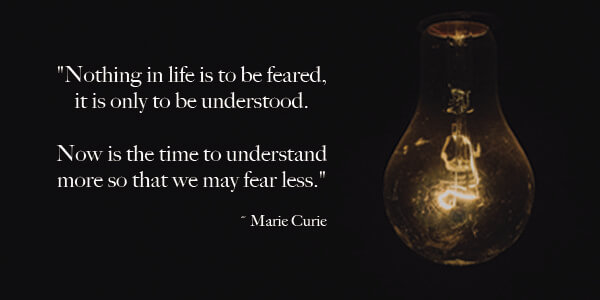 "Nothing in life is to be feared,
it is only to be understood.
Now is the time to understand
more so that we may fear less."
~ Marie Curie